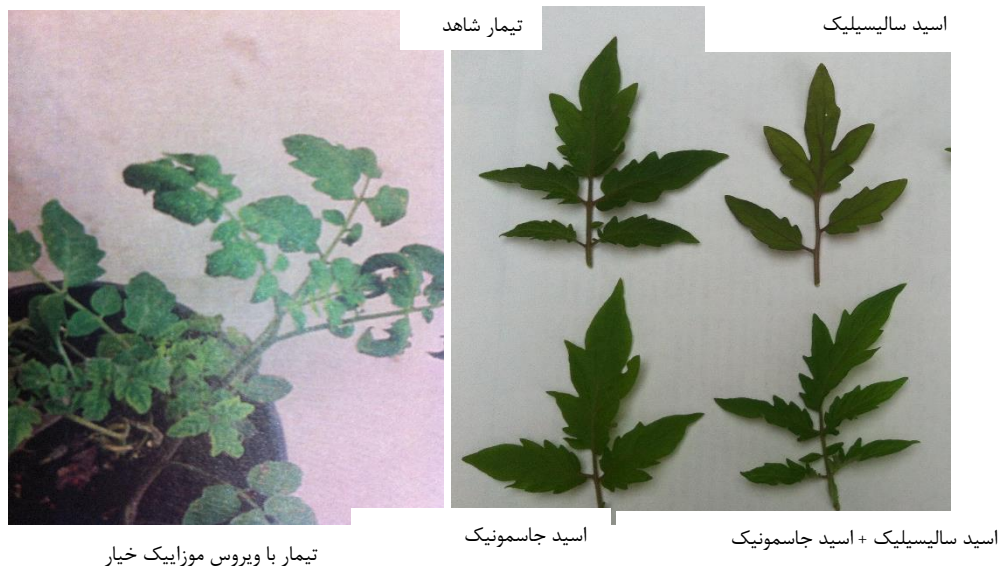 اسید سالیسیلیک
تیمار شاهد
اسید سالیسیلیک + اسید جاسمونیک
اسید جاسمونیک
تیمار با ویروس موزاییک خیار